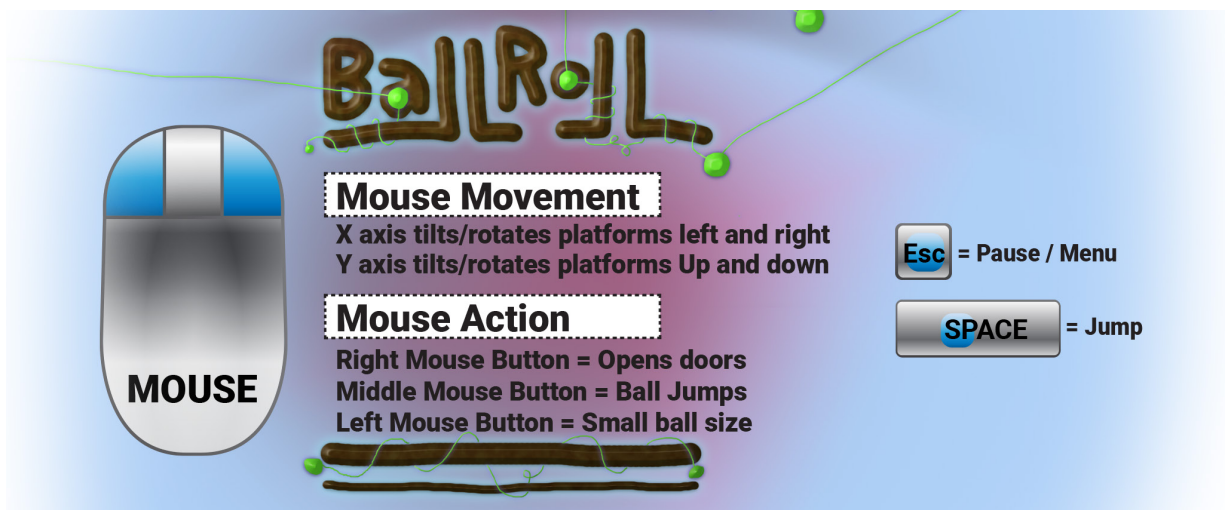 BallRoll
Mouse Movement
X axis tilts/rotates platforms left and right
Y axis tilts/rotates platforms Up and down
Mouse Action
Right Mouse Button = Opens doors
Middle Mouse Button = Ball Jumps
Left Mouse Button = Small ball size
MOUSE
Esc = Pause / Menu
SPACE = Jump